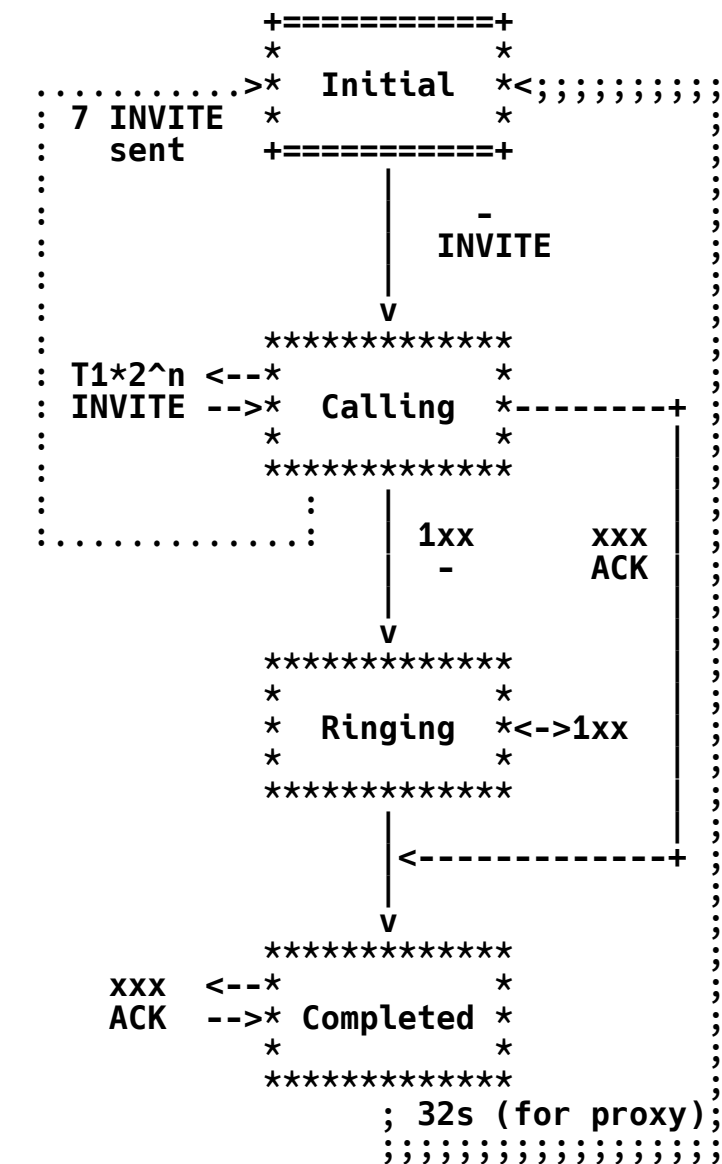 Initial
7 INVITE
sent
-
INVITE
T1*2^n
INVITE
Calling
1xx
-
xxx
ACK
Ringing
1xx
xxx
ACK
Completed
32s (for proxy)